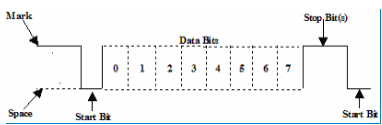 Mark
Stop Bit(s)
Data Bits
0 1 2 3 4 5 6 7
Space
Start Bit
Start Bit